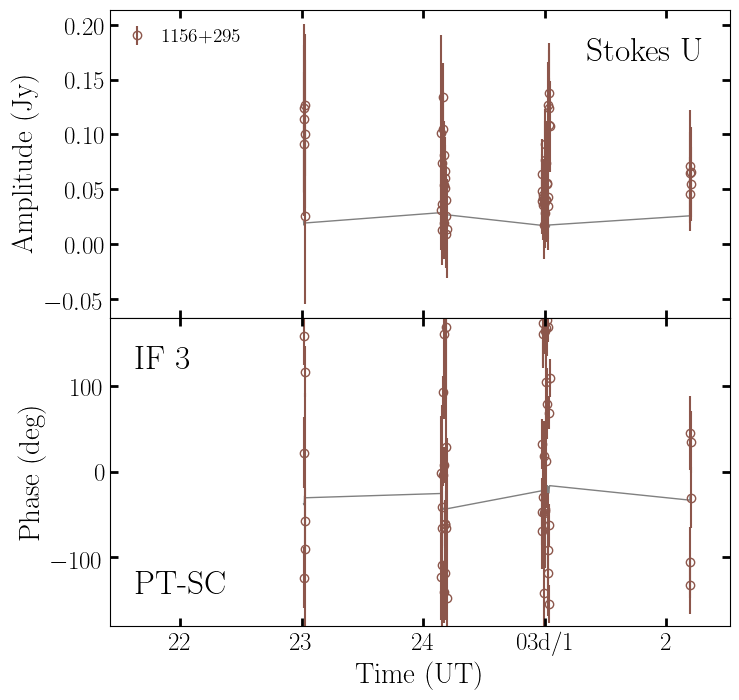 0.20
1156+295
Stokes U
0.15
0.10
0.05
0.00
−0.05
Amplitude (Jy)
IF 3
100
0
−100
Phase (deg)
PT-SC
22 23 24 03d/1 2
Time (UT)